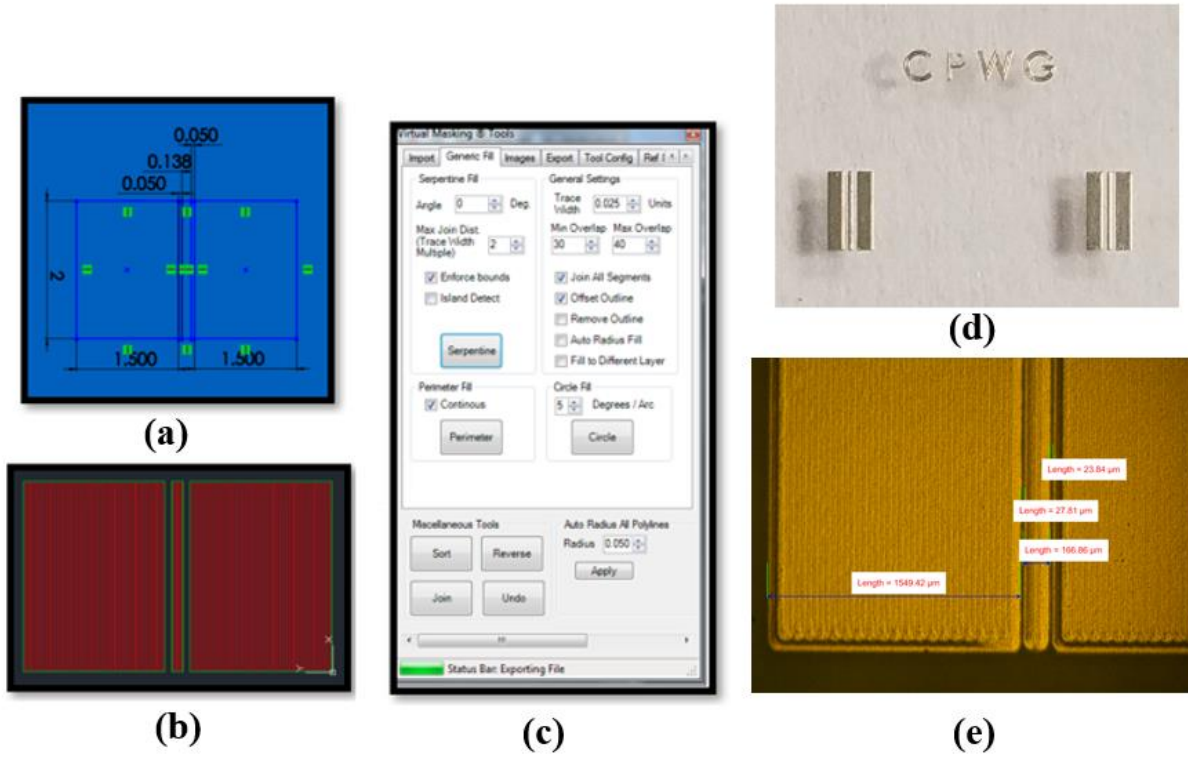 0.050
0.138
0.050
2
1.500
1.500
(a)
(b)
Virtual Masking ® Tools
Import Generic Fill Images Export Tool Config
Serpentine Fill
Angle 0 Deg.
Max Join Dist.
(Trace Width
Multiple) 2
Enforce bounds
Island Detect
Serpentine
General Settings
Trace
Width 0.025 Units
Min Overlap Max Overlap
30 40
Join All Segments
Offset Outline
Remove Outline
Auto Radius Fill
Fill to Different Layer
Perimeter Fill
Continous
Perimeter
Circle Fill
5 Degrees / Arc
Circle
Miscellaneous Tools
Sort Reverse
Join Undo
Auto Radius All Polylines
Radius 0.050
Apply
Status Bar: Exporting File
(c)
CPWG
(d)
Length = 23.84 µm
Length = 27.81 µm
Length = 166.86 µm
Length = 1549.42 µm
(e)